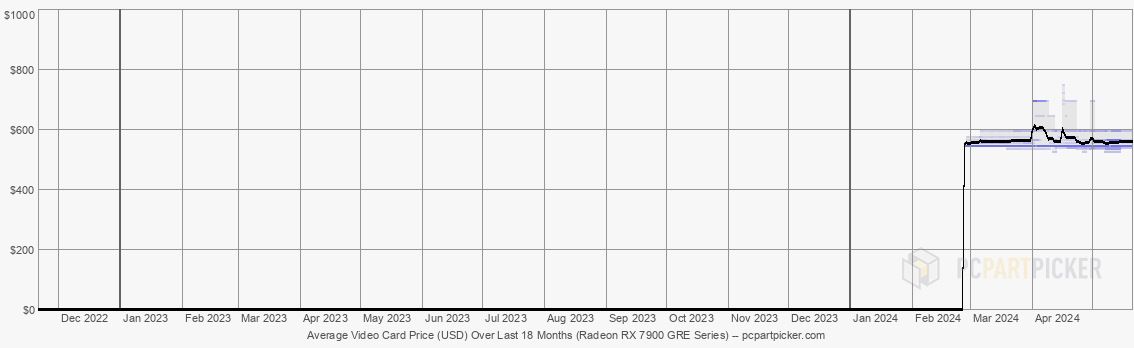 $1000
$800
$600
$400
$200
$0
PCPARTPICKER
Dec 2022 Jan 2023 Feb 2023 Mar 2023 Apr 2023 May 2023 Jun 2023 Jul 2023 Aug 2023 Sep 2023 Oct 2023 Nov 2023 Dec 2023 Jan 2024 Feb 2024 Mar 2024 Apr 2024
Average Video Card Price (USD) Over Last 18 Months (Radeon RX 7900 GRE Series) – pcpartpicker.com